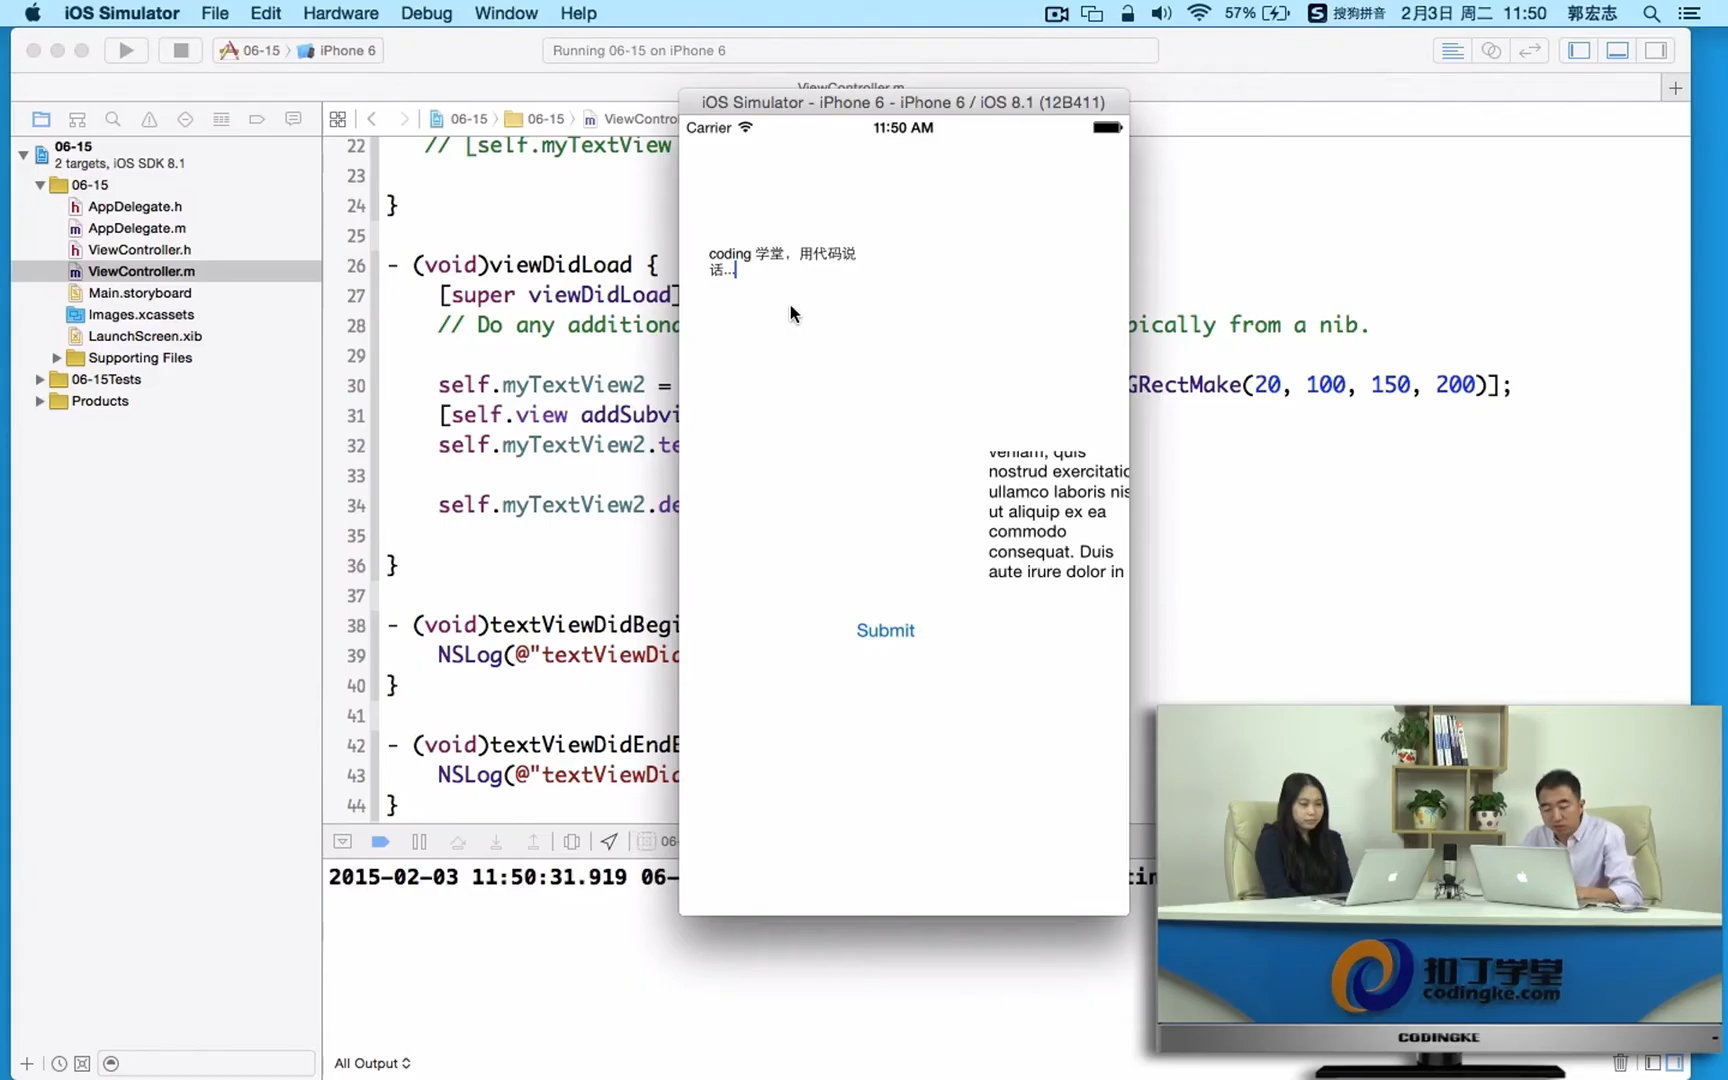 iOS Simulator File Edit Hardware Debug Window Help 57% 搜狗拼音 2月3日 周二 11:50 郭宏志
06-15 iPhone 6 Running 06-15 on iPhone 6
ViewController.m
iOS Simulator - iPhone 6 - iPhone 6 / iOS 8.1 (12B411)
06-15 06-15 ViewContro
Carrier 11:50 AM
06-15
2 targets, iOS SDK 8.1
06-15
AppDelegate.h
AppDelegate.m
ViewController.h
ViewController.m
Main.storyboard
Images.xcassets
LaunchScreen.xib
Supporting Files
06-15Tests
Products
22 // [self.myTextView
23
24 }
25
26 - (void)viewDidLoad {
27 [super viewDidLoad]
28 // Do any additiona pically from a nib.
29
30 self.myTextView2 = GRectMake(20, 100, 150, 200)];
31 [self.view addSubvi
32 self.myTextView2.te
33
34 self.myTextView2.de
35
36 }
37
38 - (void)textViewDidBegi
39 NSLog(@"textViewDid
40 }
41
42 - (void)textViewDidEndE
43 NSLog(@"textViewDid
44 }
coding 学堂，用代码说
话...
veniam, quis
nostrud exercitatio
ullamco laboris nis
ut aliquip ex ea
commodo
consequat. Duis
aute irure dolor in
Submit
06-
2015-02-03 11:50:31.919 06- tin
All Output
扣丁学堂
codingke.com
CODINGKE